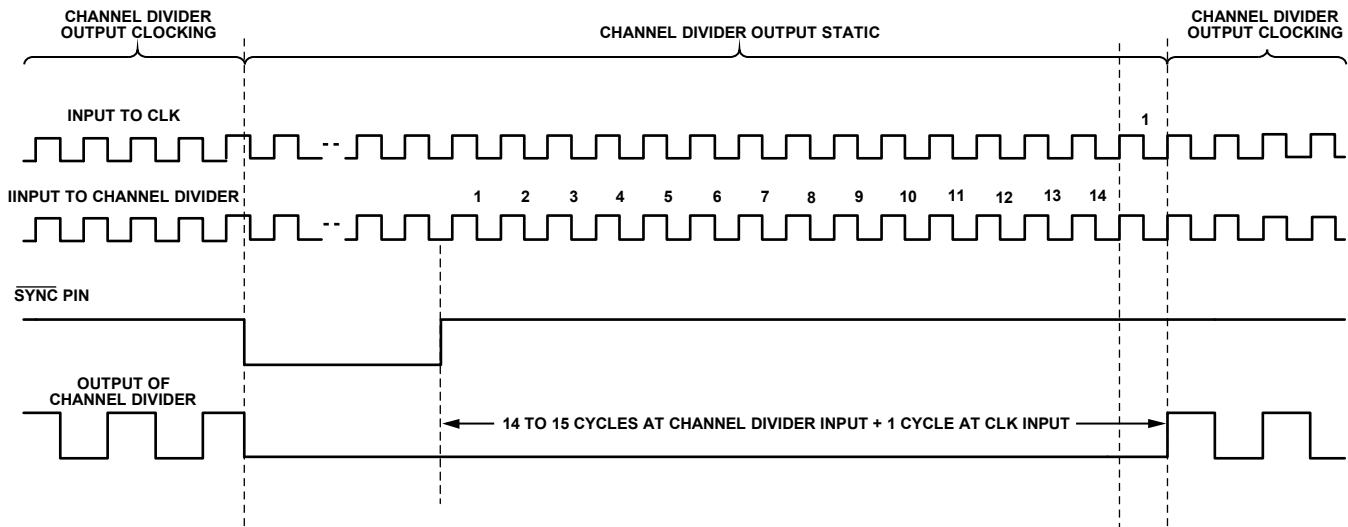 CHANNEL DIVIDER
OUTPUT CLOCKING
CHANNEL DIVIDER OUTPUT STATIC
CHANNEL DIVIDER
OUTPUT CLOCKING
INPUT TO CLK
1
IINPUT TO CHANNEL DIVIDER
1 2 3 4 5 6 7 8 9 10 11 12 13 14
SYNC PIN
OUTPUT OF
CHANNEL DIVIDER
14 TO 15 CYCLES AT CHANNEL DIVIDER INPUT + 1 CYCLE AT CLK INPUT